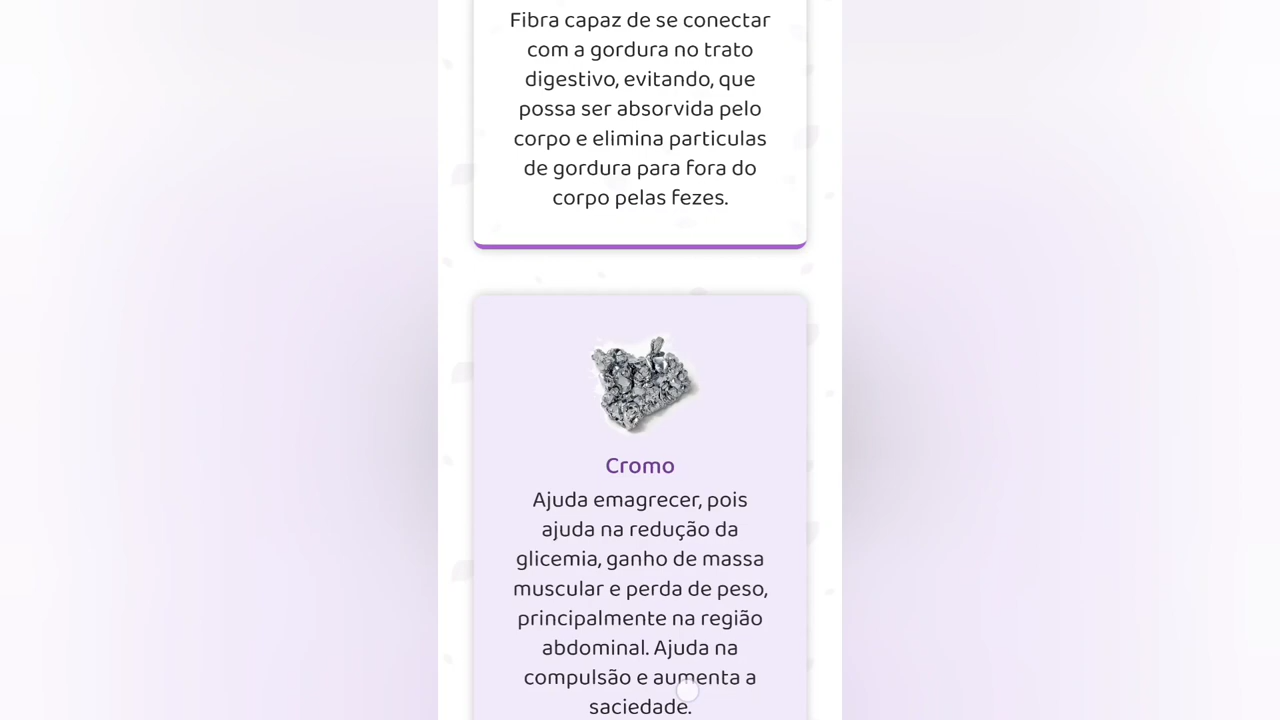 Fibra capaz de se conectar
com a gordura no trato
digestivo, evitando, que
possa ser absorvida pelo
corpo e elimina particulas
de gordura para fora do
corpo pelas fezes.
Cromo
Ajuda emagrecer, pois
ajuda na redução da
glicemia, ganho de massa
muscular e perda de peso,
principalmente na região
abdominal. Ajuda na
compulsão e aumenta a
saciedade.